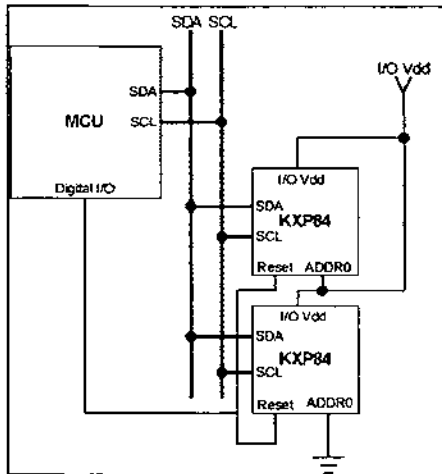 SDA SCL
I/O Vdd
SDA
MCU
SCL
Digital I/O
I/O Vdd
SDA
KXP84
SCL
Reset ADDR0
I/O Vdd
SDA
KXP84
SCL
Reset ADDR0